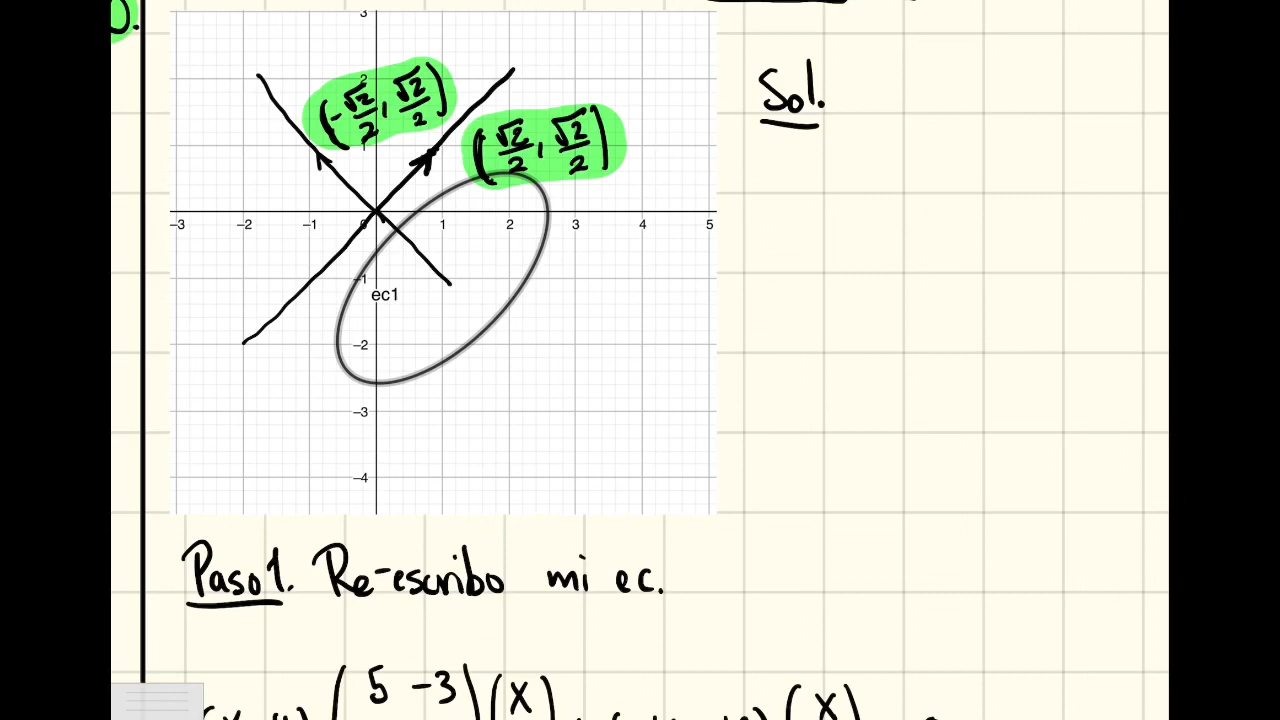 3
(-√2/2, √2/2)
2
Sol.
(√2/2, √2/2)
1
-3 -2 -1 0 1 2 3 4 5
-1
ec1
-2
-3
-4
Paso 1. Re-escribo mi ec.
( 5 -3 ) ( x ) ( x )